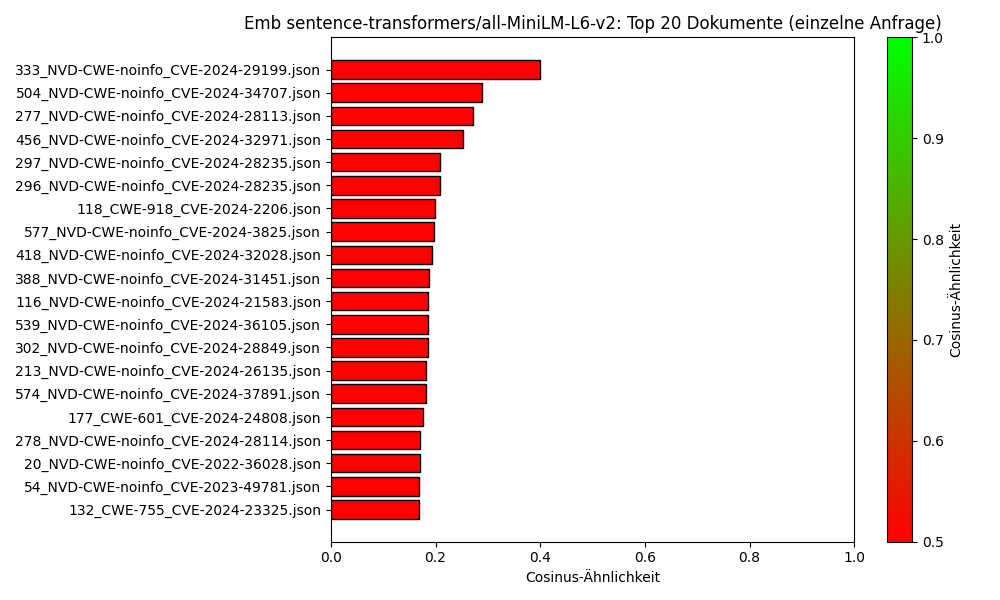 Emb sentence-transformers/all-MiniLM-L6-v2: Top 20 Dokumente (einzelne Anfrage)
333_NVD-CWE-noinfo_CVE-2024-29199.json
504_NVD-CWE-noinfo_CVE-2024-34707.json
277_NVD-CWE-noinfo_CVE-2024-28113.json
456_NVD-CWE-noinfo_CVE-2024-32971.json
297_NVD-CWE-noinfo_CVE-2024-28235.json
296_NVD-CWE-noinfo_CVE-2024-28235.json
118_CWE-918_CVE-2024-2206.json
577_NVD-CWE-noinfo_CVE-2024-3825.json
418_NVD-CWE-noinfo_CVE-2024-32028.json
388_NVD-CWE-noinfo_CVE-2024-31451.json
116_NVD-CWE-noinfo_CVE-2024-21583.json
539_NVD-CWE-noinfo_CVE-2024-36105.json
302_NVD-CWE-noinfo_CVE-2024-28849.json
213_NVD-CWE-noinfo_CVE-2024-26135.json
574_NVD-CWE-noinfo_CVE-2024-37891.json
177_CWE-601_CVE-2024-24808.json
278_NVD-CWE-noinfo_CVE-2024-28114.json
20_NVD-CWE-noinfo_CVE-2022-36028.json
54_NVD-CWE-noinfo_CVE-2023-49781.json
132_CWE-755_CVE-2024-23325.json
0.0 0.2 0.4 0.6 0.8 1.0
Cosinus-Ähnlichkeit
1.0
0.9
0.8
0.7
0.6
0.5
Cosinus-Ähnlichkeit